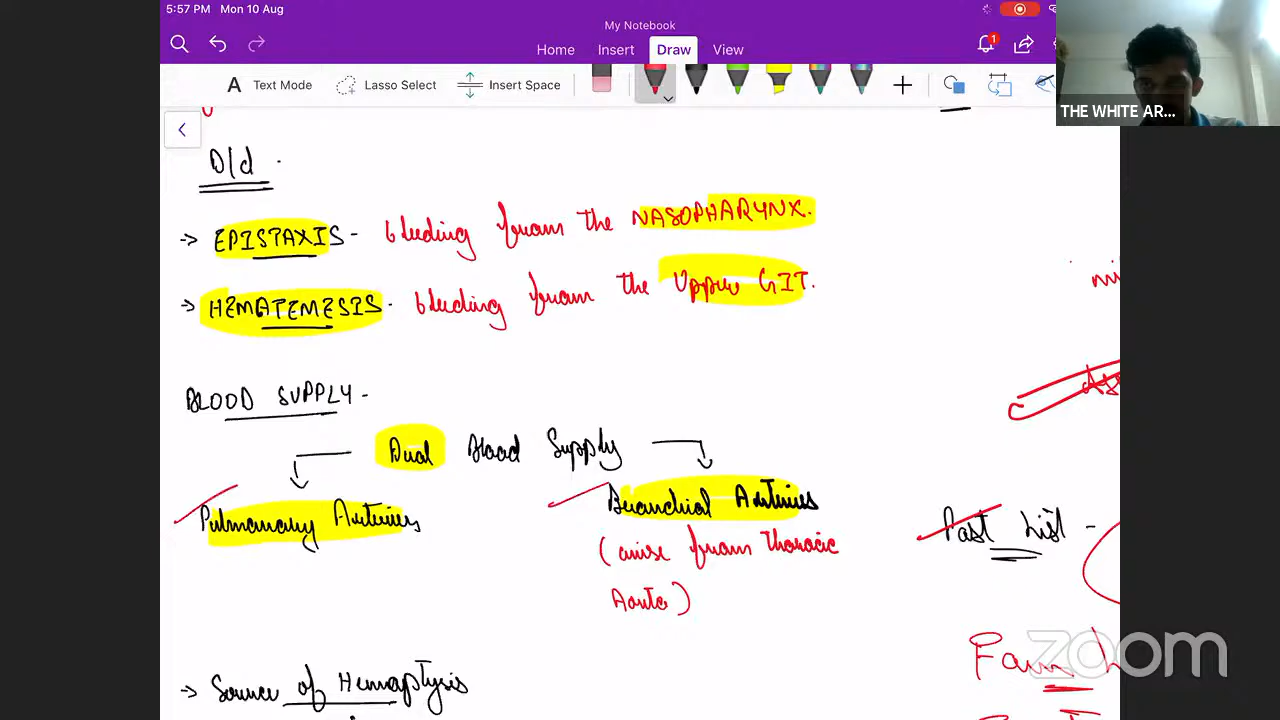 5:57 PM Mon 10 Aug
My Notebook
Home Insert Draw View
1
A Text Mode Lasso Select Insert Space
THE WHITE AR...
D/d -
-> EPISTAXIS - bleeding from the NASOPHARYNX.
-> HEMATEMESIS - bleeding from the Upper GIT.
BLOOD SUPPLY -
Dual Blood Supply
Pulmonary Arteries
Bronchial Arteries
(arise from thoracic
Aorta)
Past Hist -
-> Source of Hemoptysis
zoom